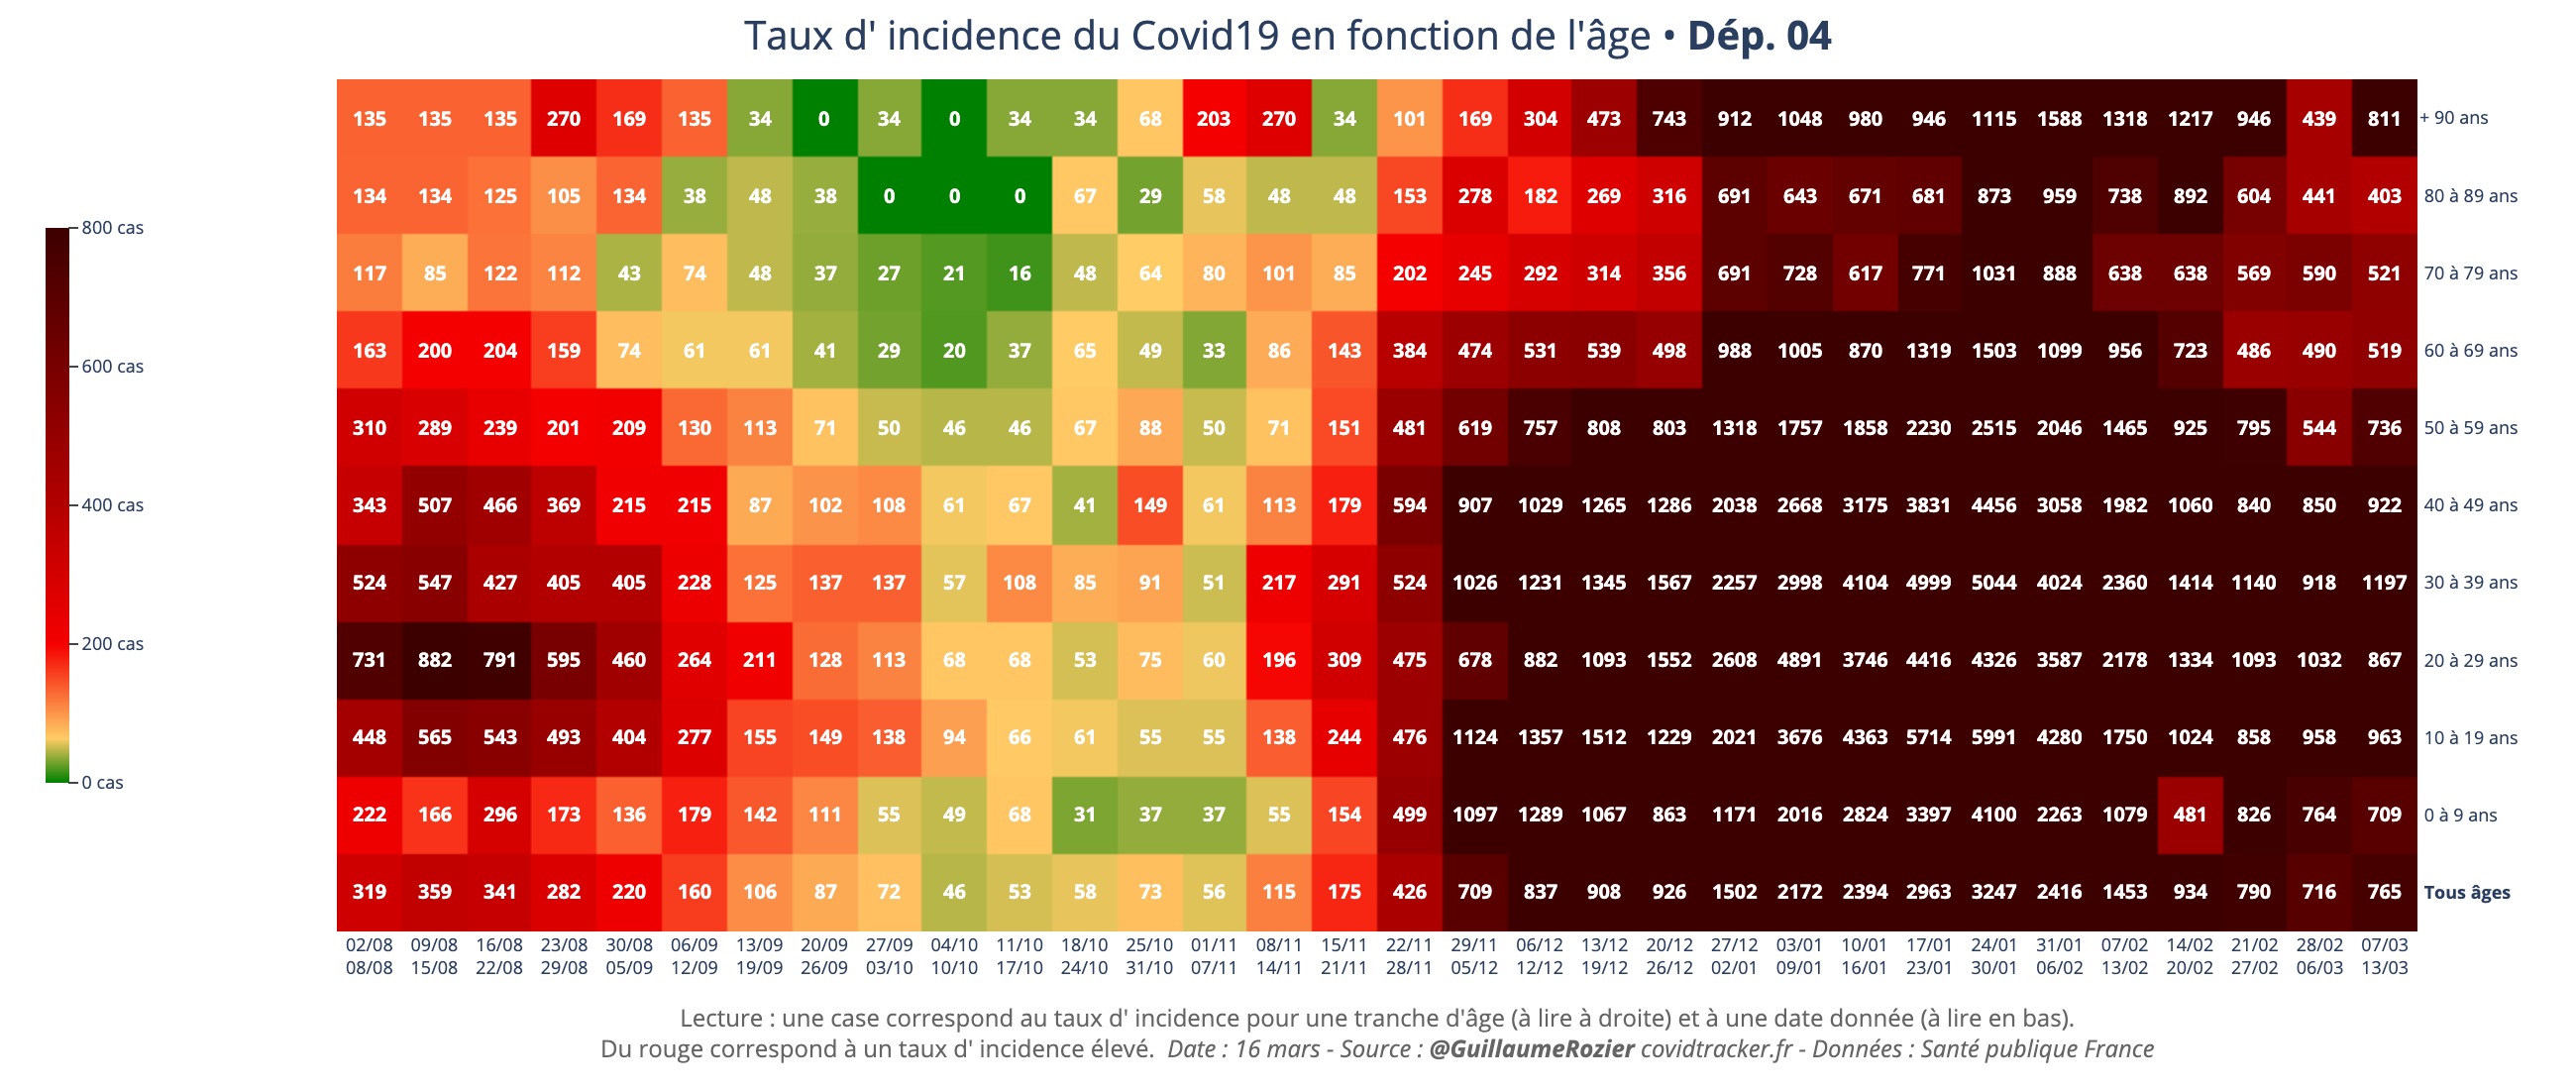 Taux d' incidence du Covid19 en fonction de l'âge • Dép. 04
135 135 135 270 169 135 34 0 34 0 34 34 68 203 270 34 101 169 304 473 743 912 1048 980 946 1115 1588 1318 1217 946 439 811 + 90 ans
134 134 125 105 134 38 48 38 0 0 0 67 29 58 48 48 153 278 182 269 316 691 643 671 681 873 959 738 892 604 441 403 80 à 89 ans
800 cas
117 85 122 112 43 74 48 37 27 21 16 48 64 80 101 85 202 245 292 314 356 691 728 617 771 1031 888 638 638 569 590 521 70 à 79 ans
163 200 204 159 74 61 61 41 29 20 37 65 49 33 86 143 384 474 531 539 498 988 1005 870 1319 1503 1099 956 723 486 490 519 60 à 69 ans
600 cas
310 289 239 201 209 130 113 71 50 46 46 67 88 50 71 151 481 619 757 808 803 1318 1757 1858 2230 2515 2046 1465 925 795 544 736 50 à 59 ans
400 cas
343 507 466 369 215 215 87 102 108 61 67 41 149 61 113 179 594 907 1029 1265 1286 2038 2668 3175 3831 4456 3058 1982 1060 840 850 922 40 à 49 ans
524 547 427 405 405 228 125 137 137 57 108 85 91 51 217 291 524 1026 1231 1345 1567 2257 2998 4104 4999 5044 4024 2360 1414 1140 918 1197 30 à 39 ans
200 cas
731 882 791 595 460 264 211 128 113 68 68 53 75 60 196 309 475 678 882 1093 1552 2608 4891 3746 4416 4326 3587 2178 1334 1093 1032 867 20 à 29 ans
448 565 543 493 404 277 155 149 138 94 66 61 55 55 138 244 476 1124 1357 1512 1229 2021 3676 4363 5714 5991 4280 1750 1024 858 958 963 10 à 19 ans
0 cas
222 166 296 173 136 179 142 111 55 49 68 31 37 37 55 154 499 1097 1289 1067 863 1171 2016 2824 3397 4100 2263 1079 481 826 764 709 0 à 9 ans
319 359 341 282 220 160 106 87 72 46 53 58 73 56 115 175 426 709 837 908 926 1502 2172 2394 2963 3247 2416 1453 934 790 716 765 Tous âges
02/08 09/08 16/08 23/08 30/08 06/09 13/09 20/09 27/09 04/10 11/10 18/10 25/10 01/11 08/11 15/11 22/11 29/11 06/12 13/12 20/12 27/12 03/01 10/01 17/01 24/01 31/01 07/02 14/02 21/02 28/02 07/03
08/08 15/08 22/08 29/08 05/09 12/09 19/09 26/09 03/10 10/10 17/10 24/10 31/10 07/11 14/11 21/11 28/11 05/12 12/12 19/12 26/12 02/01 09/01 16/01 23/01 30/01 06/02 13/02 20/02 27/02 06/03 13/03
Lecture : une case correspond au taux d' incidence pour une tranche d'âge (à lire à droite) et à une date donnée (à lire en bas).
Du rouge correspond à un taux d' incidence élevé. Date : 16 mars - Source : @GuillaumeRozier covidtracker.fr - Données : Santé publique France